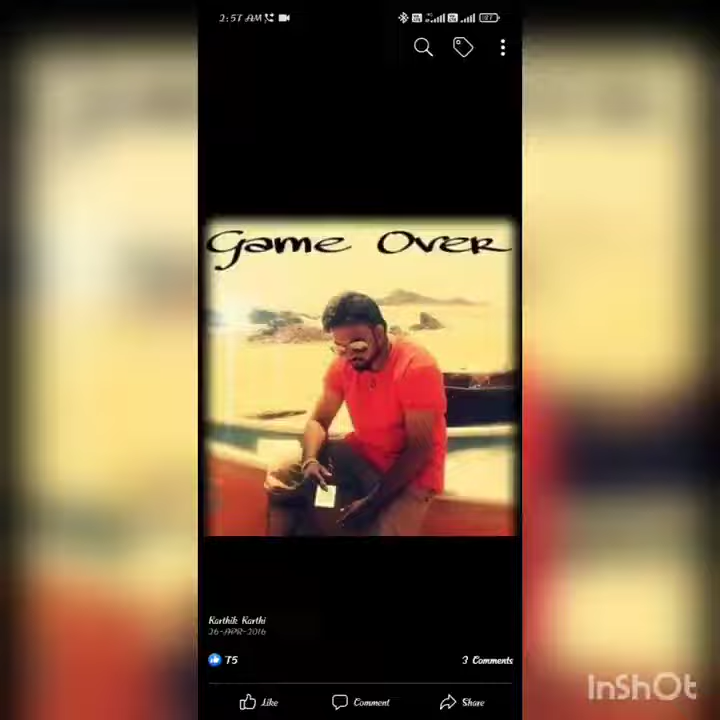 2:57 AM
Game Over
Karthik Karthi
26-APR-2016
75
3 Comments
Like
Comment
Share
InShOt